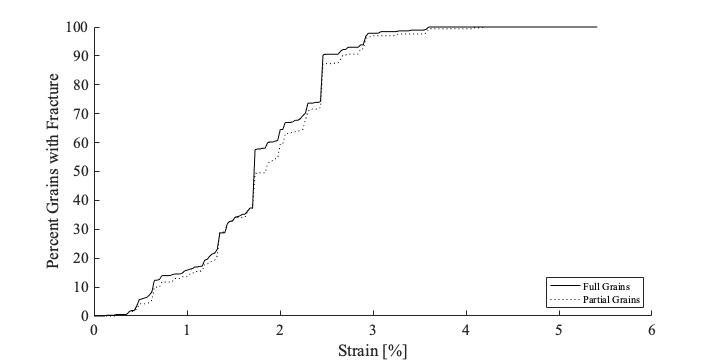 100
90
80
70
60
50
40
30
20
10
0
Percent Grains with Fracture
0 1 2 3 4 5 6
Strain [%]
Full Grains
Partial Grains